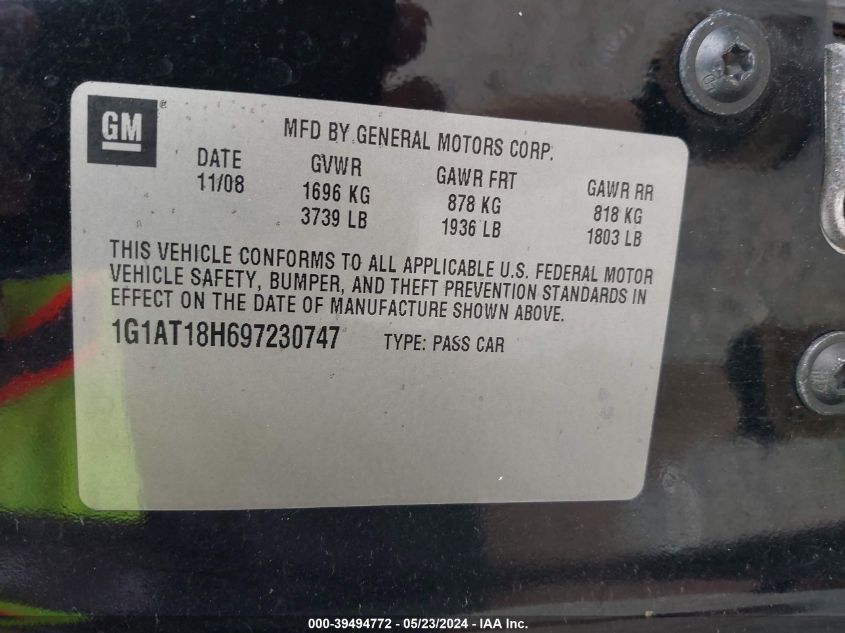 GM ®
MFD BY GENERAL MOTORS CORP.
DATE GVWR GAWR FRT GAWR RR
11/08 1696 KG 878 KG 818 KG
3739 LB 1936 LB 1803 LB
THIS VEHICLE CONFORMS TO ALL APPLICABLE U.S. FEDERAL MOTOR
VEHICLE SAFETY, BUMPER, AND THEFT PREVENTION STANDARDS IN
EFFECT ON THE DATE OF MANUFACTURE SHOWN ABOVE.
1G1AT18H697230747 TYPE: PASS CAR
000-39494772 - 05/23/2024 - IAA Inc.